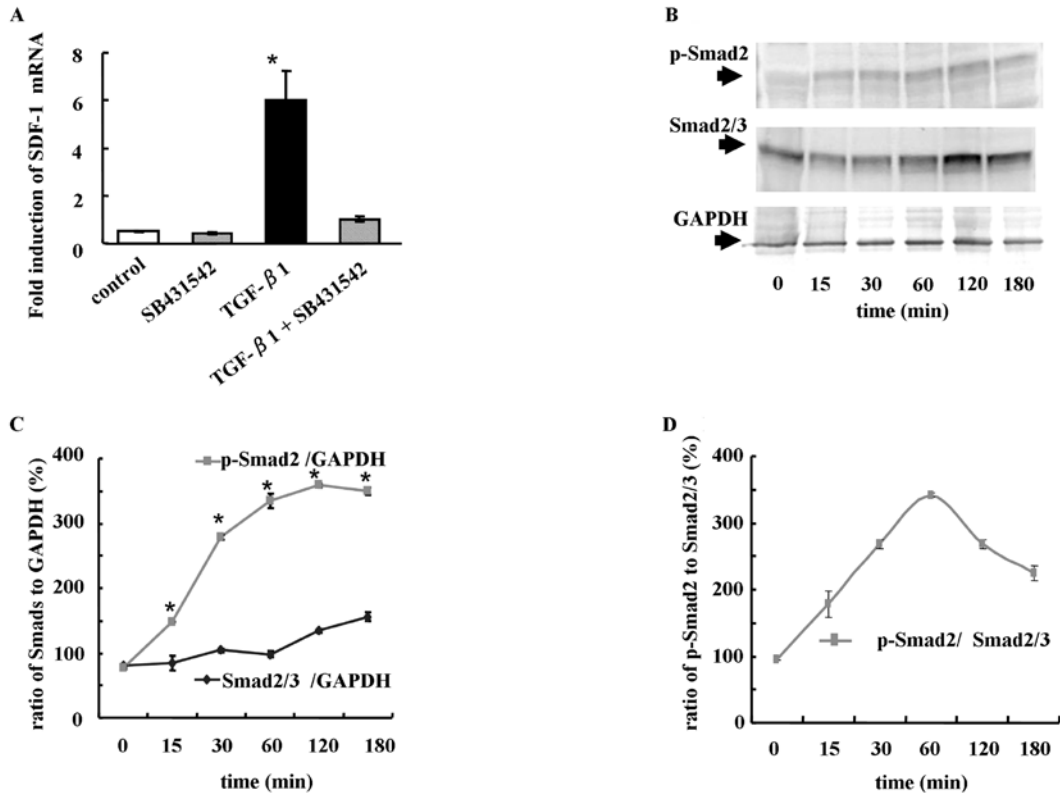 A
Fold induction of SDF-1 mRNA
8
6
4
2
0
*
control
SB431542
TGF-β1
TGF-β1 + SB431542
B
p-Smad2
Smad2/3
GAPDH
0 15 30 60 120 180
time (min)
C
ratio of Smads to GAPDH (%)
400
300
200
100
0
p-Smad2 /GAPDH
* * * * * *
Smad2/3 /GAPDH
0 15 30 60 120 180
time (min)
D
ratio of p-Smad2 to Smad2/3 (%)
400
300
200
100
0
p-Smad2/ Smad2/3
0 15 30 60 120 180
time (min)